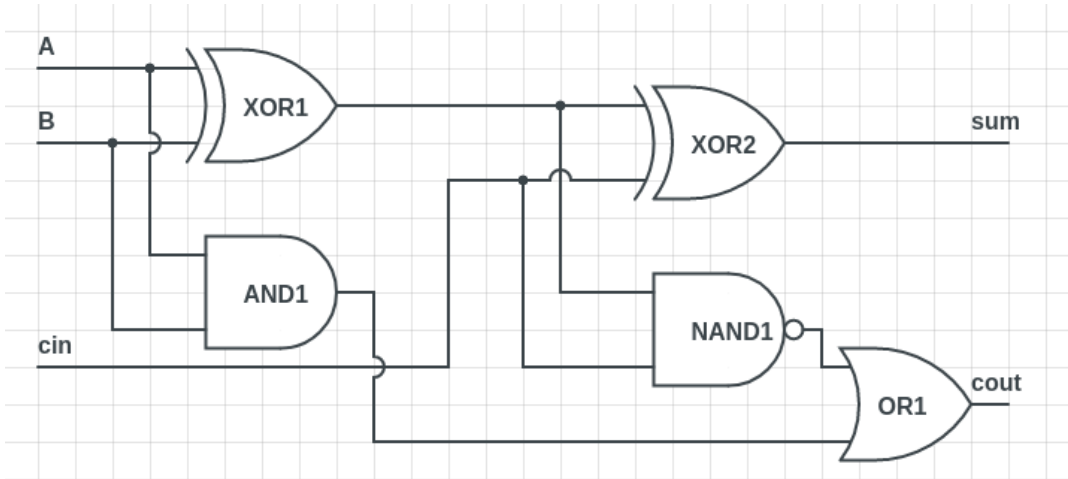 A
XOR1
B
XOR2
sum
AND1
NAND1
cin
cout
OR1